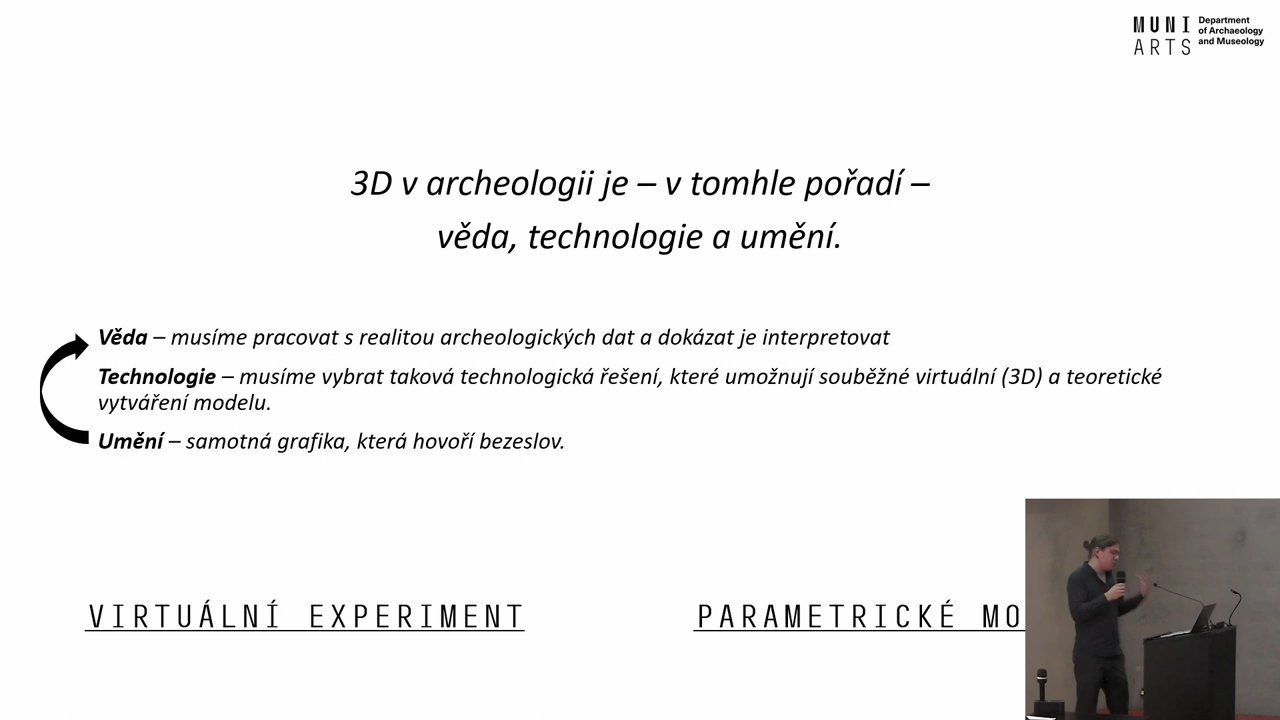 MUNI
ARTS
Department
of Archaeology
and Museology
3D v archeologii je – v tomhle pořadí –
věda, technologie a umění.
Věda – musíme pracovat s realitou archeologických dat a dokázat je interpretovat
Technologie – musíme vybrat taková technologická řešení, které umožnují souběžné virtuální (3D) a teoretické
vytváření modelu.
Umění – samotná grafika, která hovoří bezeslov.
VIRTUÁLNÍ EXPERIMENT
PARAMETRICKÉ MO